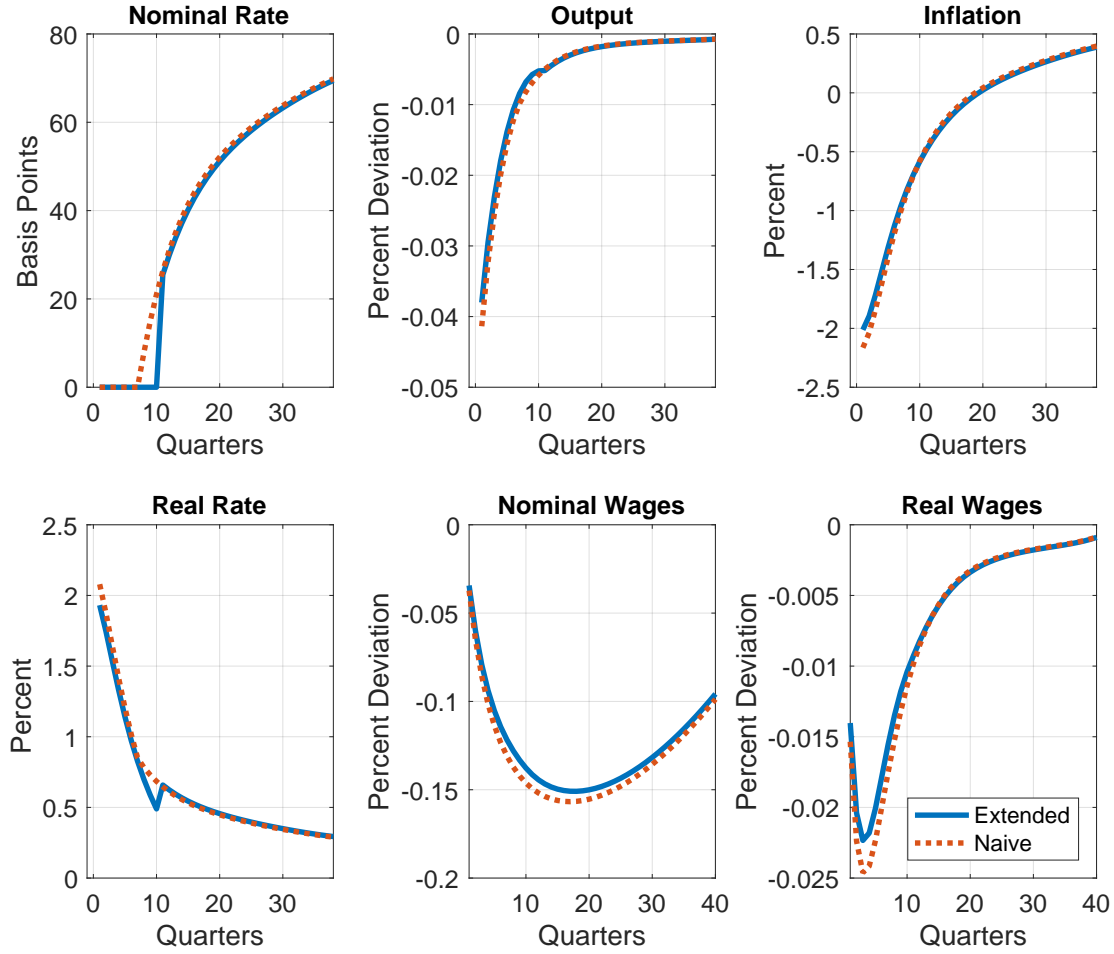 Nominal Rate
Basis Points
80
60
40
20
0
0 10 20 30
Quarters
Output
Percent Deviation
0
-0.01
-0.02
-0.03
-0.04
-0.05
0 10 20 30
Quarters
Inflation
Percent
0.5
0
-0.5
-1
-1.5
-2
-2.5
0 10 20 30
Quarters
Real Rate
Percent
2.5
2
1.5
1
0.5
0
0 10 20 30
Quarters
Nominal Wages
Percent Deviation
0
-0.05
-0.1
-0.15
-0.2
10 20 30 40
Quarters
Real Wages
Percent Deviation
0
-0.005
-0.01
-0.015
-0.02
-0.025
10 20 30 40
Quarters
Extended
Naive